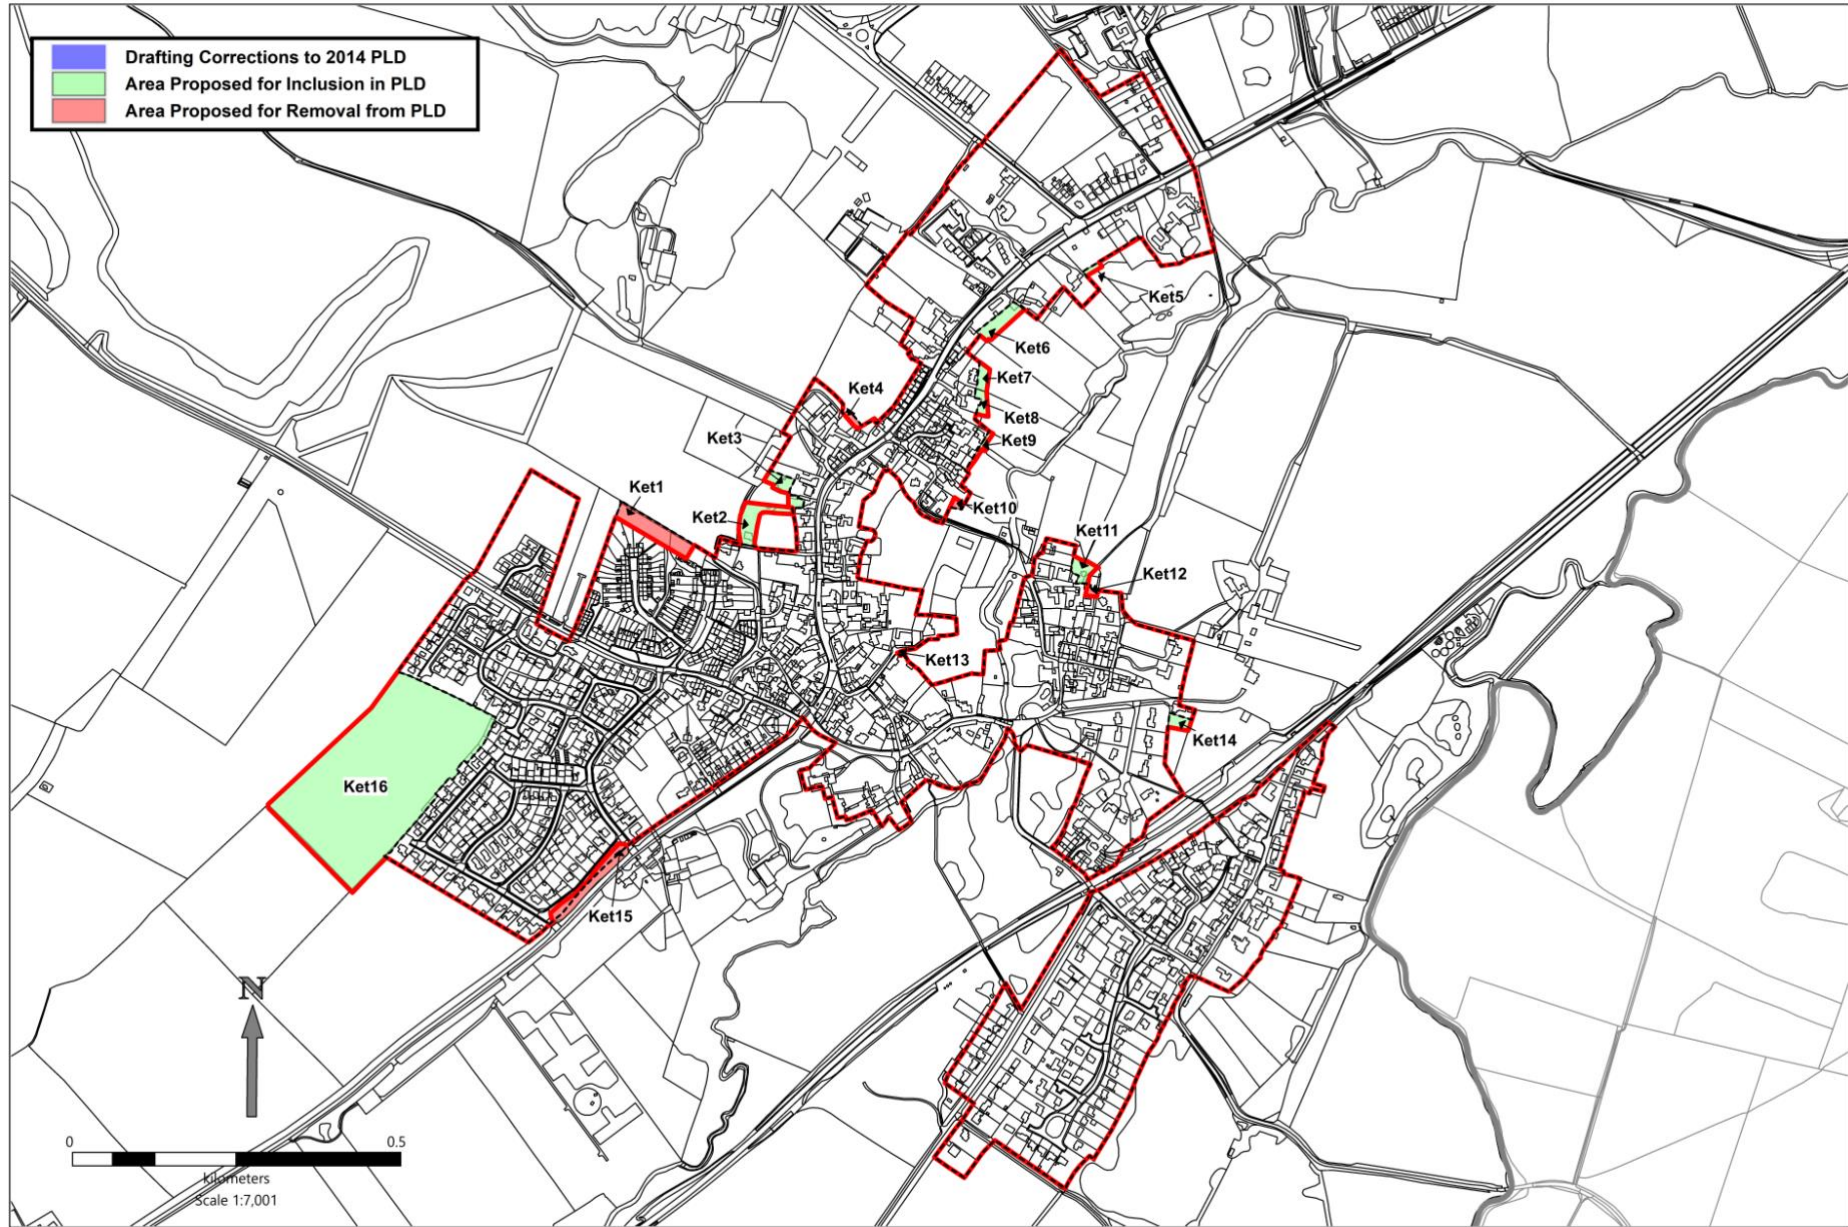 Drafting Corrections to 2014 PLD
Area Proposed for Inclusion in PLD
Area Proposed for Removal from PLD
Ket5
Ket6
Ket7
Ket4
Ket8
Ket3
Ket9
Ket1
Ket2
Ket10
Ket11
Ket12
Ket13
Ket14
Ket16
Ket15
N
0 0.5
kilometers
Scale 1:7,001